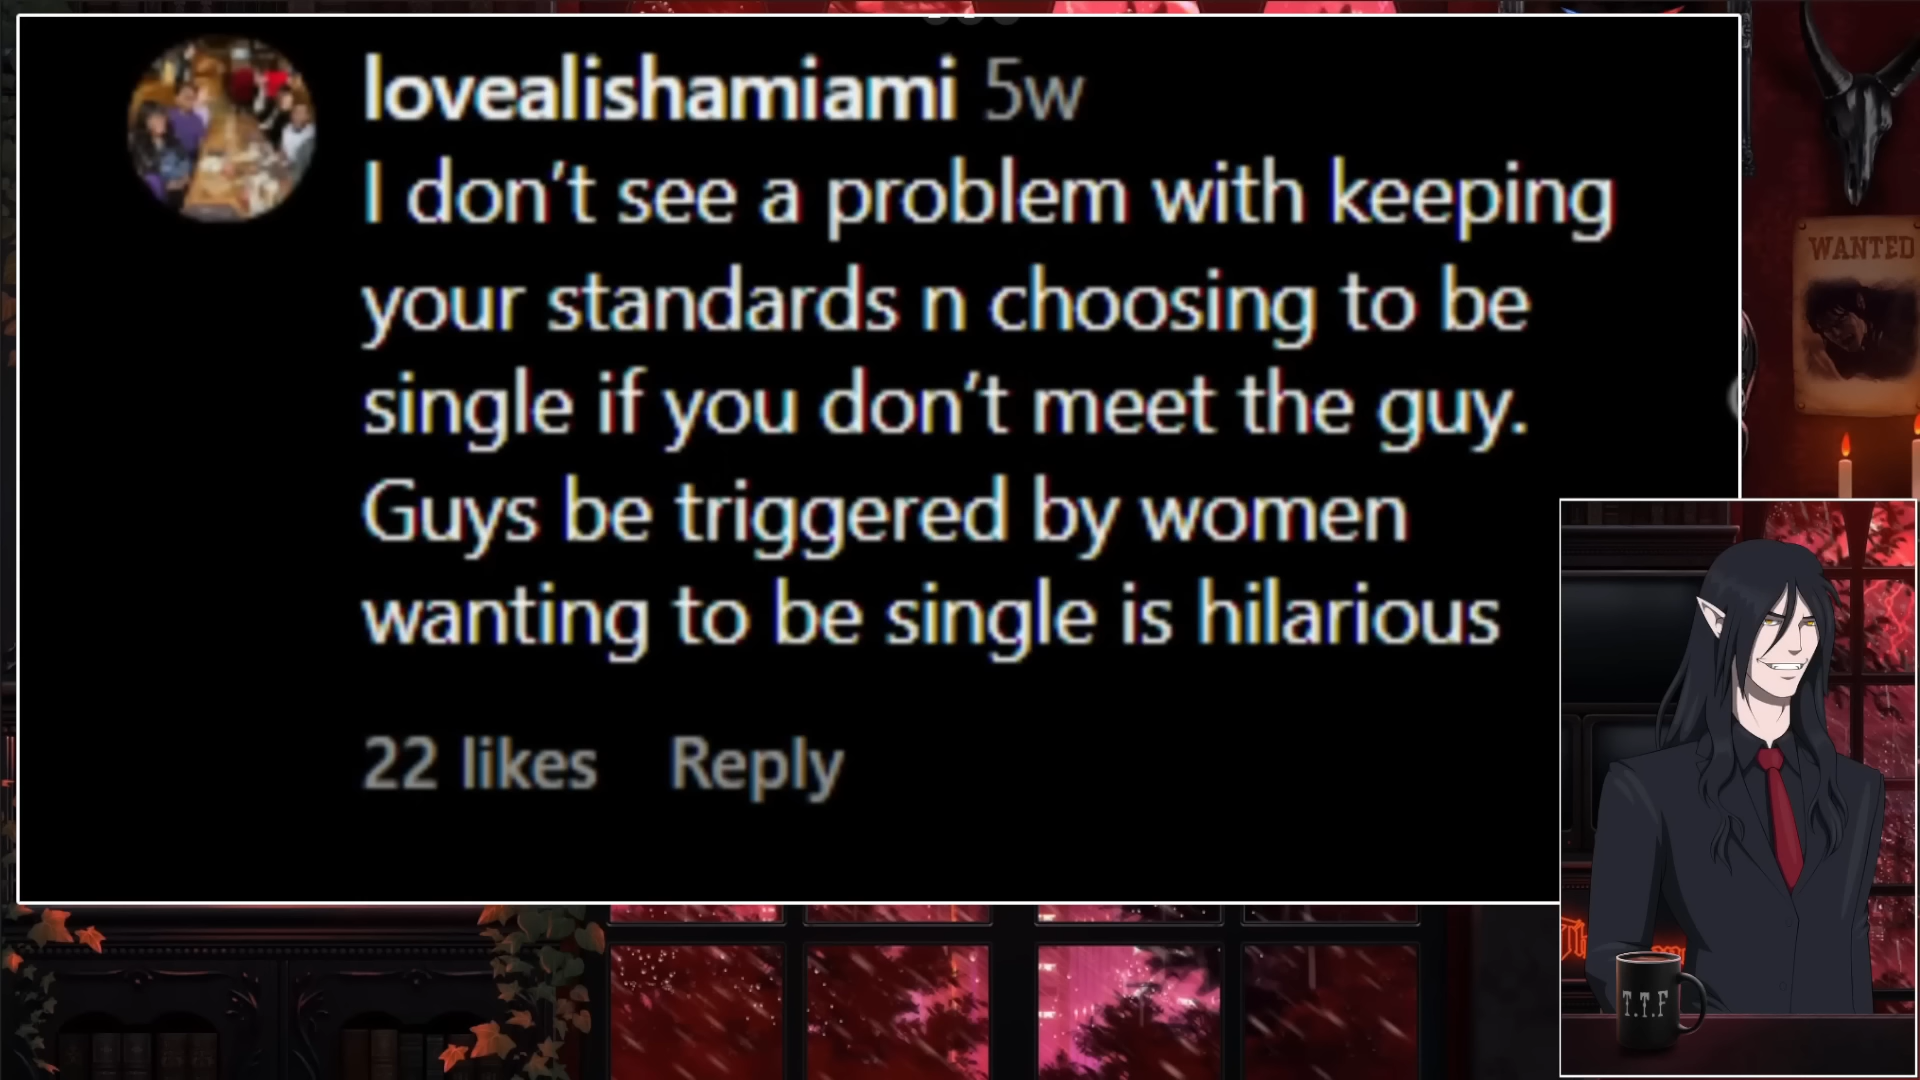 lovealishamiami 5w
I don't see a problem with keeping
your standards n choosing to be
single if you don't meet the guy.
Guys be triggered by women
wanting to be single is hilarious
22 likes Reply
WANTED
T.T.F